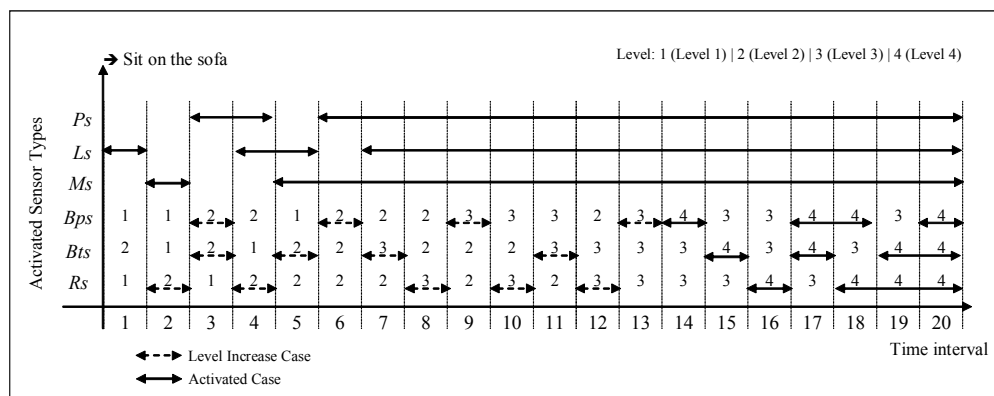 ➔ Sit on the sofa
Level: 1 (Level 1) | 2 (Level 2) | 3 (Level 3) | 4 (Level 4)
Activated Sensor Types
Ps
Ls
Ms
Bps 1 1 2 2 1 2 2 2 3 3 3 2 3 4 3 3 4 4 3 4
Bts 2 1 2 1 2 2 3 2 2 2 3 3 3 3 4 3 4 3 4 4
Rs 1 2 1 2 2 2 2 3 2 3 2 3 3 3 3 4 3 4 4 4
1 2 3 4 5 6 7 8 9 10 11 12 13 14 15 16 17 18 19 20
Time interval
Level Increase Case
Activated Case